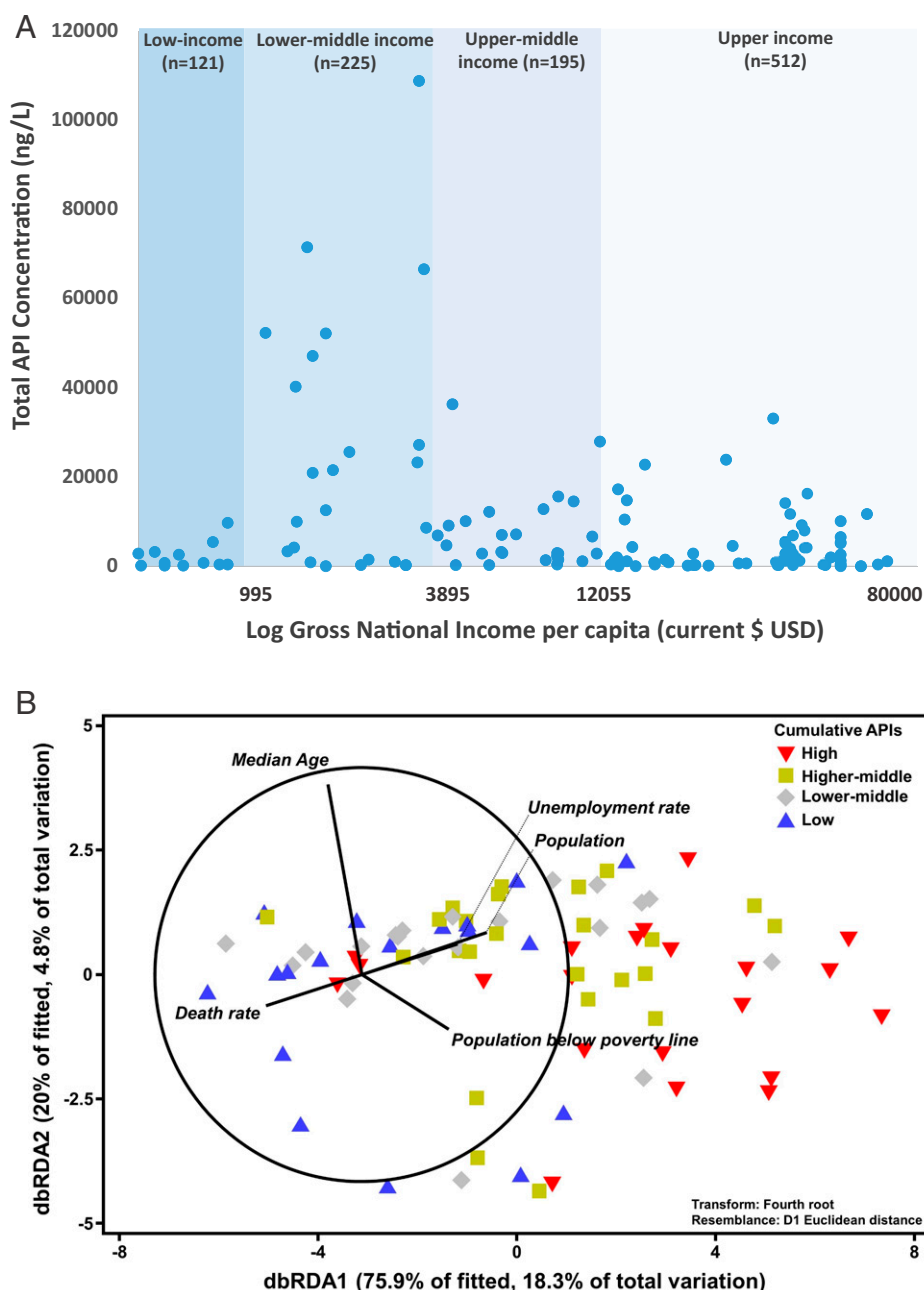 A
Total API Concentration (ng/L)
120000
100000
80000
60000
40000
20000
0
Low-income
(n=121)
Lower-middle income
(n=225)
Upper-middle
income (n=195)
Upper income
(n=512)
995
3895
12055
80000
Log Gross National Income per capita (current $ USD)
B
dbRDA2 (20% of fitted, 4.8% of total variation)
5
2.5
0
-2.5
-5
Median Age
Unemployment rate
Population
Death rate
Population below poverty line
Cumulative APIs
High
Higher-middle
Lower-middle
Low
Transform: Fourth root
Resemblance: D1 Euclidean distance
-8
-4
0
4
8
dbRDA1 (75.9% of fitted, 18.3% of total variation)